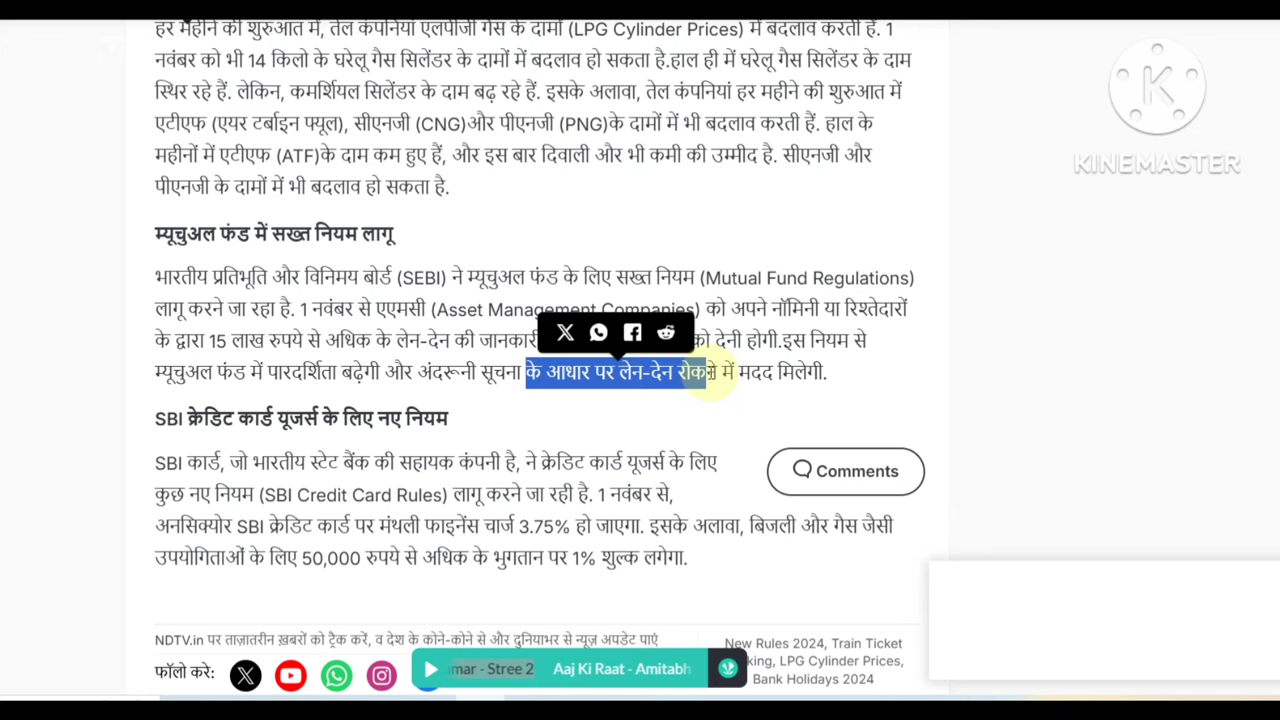 हर महीने की शुरुआत में, तेल कंपनियां एलपीजी गैस के दामों (LPG Cylinder Prices) में बदलाव करती हैं. 1
नवंबर को भी 14 किलो के घरेलू गैस सिलेंडर के दामों में बदलाव हो सकता है.हाल ही में घरेलू गैस सिलेंडर के दाम
स्थिर रहे हैं. लेकिन, कमर्शियल सिलेंडर के दाम बढ़ रहे हैं. इसके अलावा, तेल कंपनियां हर महीने की शुरुआत में
एटीएफ (एयर टर्बाइन फ्यूल), सीएनजी (CNG)और पीएनजी (PNG)के दामों में भी बदलाव करती हैं. हाल के
महीनों में एटीएफ (ATF)के दाम कम हुए हैं, और इस बार दिवाली और भी कमी की उम्मीद है. सीएनजी और
पीएनजी के दामों में भी बदलाव हो सकता है.
KINEMASTER
म्यूचुअल फंड में सख्त नियम लागू
भारतीय प्रतिभूति और विनिमय बोर्ड (SEBI) ने म्यूचुअल फंड के लिए सख्त नियम (Mutual Fund Regulations)
लागू करने जा रहा है. 1 नवंबर से एएमसी (Asset Management Companies) को अपने नॉमिनी या रिश्तेदारों
के द्वारा 15 लाख रुपये से अधिक के लेन-देन की जानकारी को देनी होगी.इस नियम से
म्यूचुअल फंड में पारदर्शिता बढ़ेगी और अंदरूनी सूचना के आधार पर लेन-देन रोकने में मदद मिलेगी.
SBI क्रेडिट कार्ड यूजर्स के लिए नए नियम
SBI कार्ड, जो भारतीय स्टेट बैंक की सहायक कंपनी है, ने क्रेडिट कार्ड यूजर्स के लिए
कुछ नए नियम (SBI Credit Card Rules) लागू करने जा रही है. 1 नवंबर से,
अनसिक्योर SBI क्रेडिट कार्ड पर मंथली फाइनेंस चार्ज 3.75% हो जाएगा. इसके अलावा, बिजली और गैस जैसी
उपयोगिताओं के लिए 50,000 रुपये से अधिक के भुगतान पर 1% शुल्क लगेगा.
Comments
NDTV.in पर ताज़ातरीन ख़बरों को ट्रैक करें, व देश के कोने-कोने से और दुनियाभर से न्यूज़ अपडेट पाएं
फॉलो करे:
mar - Stree 2 Aaj Ki Raat - Amitabh
New Rules 2024, Train Ticket
king, LPG Cylinder Prices,
Bank Holidays 2024